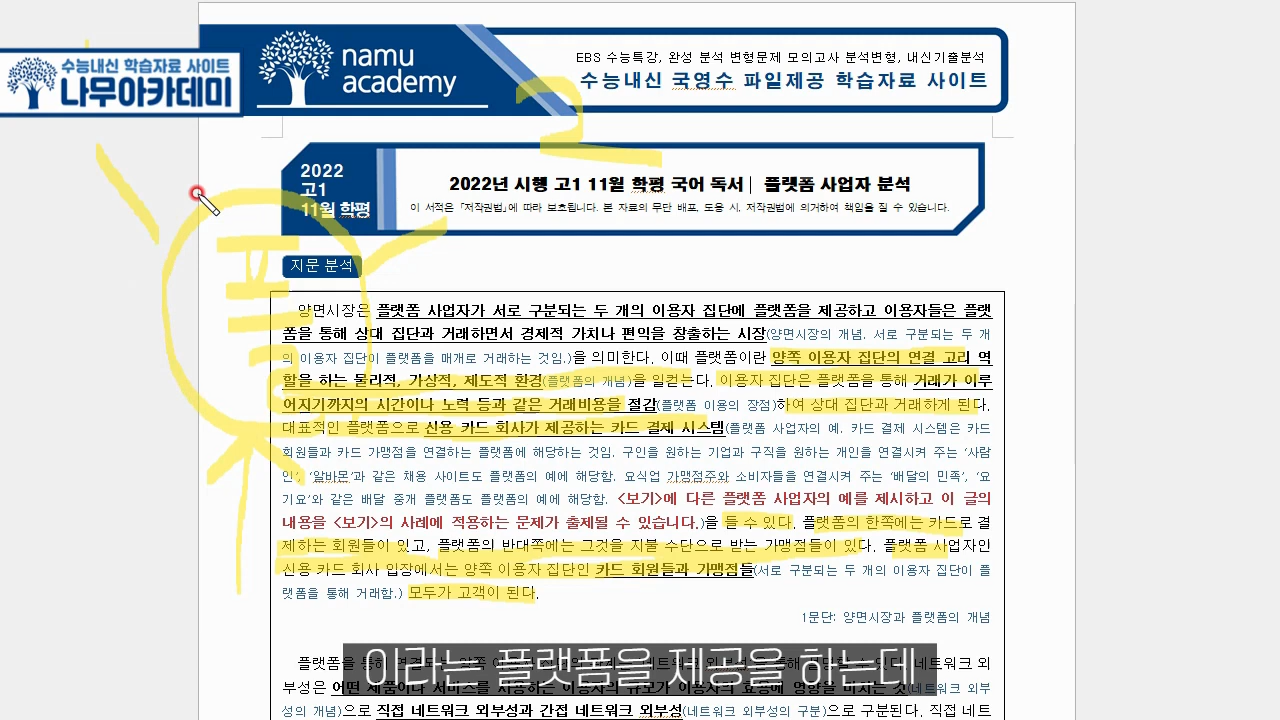 namu
academy
EBS 수능특강, 완성 분석 변형문제 모의고사 분석변형, 내신기출분석
수능내신 국영수 파일제공 학습자료 사이트
수능내신 학습자료 사이트
나무아카데미
2
2022
고1
11월 학평
2022년 시행 고1 11월 학평 국어 독서| 플랫폼 사업자 분석
이 서적은 「저작권법」에 따라 보호됩니다. 본 자료의 무단 배포, 도용 시, 저작권법에 의거하여 책임을 질 수 있습니다.
플
지문 분석
양면시장은 플랫폼 사업자가 서로 구분되는 두 개의 이용자 집단에 플랫폼을 제공하고 이용자들은 플랫
폼을 통해 상대 집단과 거래하면서 경제적 가치나 편익을 창출하는 시장(양면시장의 개념. 서로 구분되는 두 개
의 이용자 집단이 플랫폼을 매개로 거래하는 것임.)을 의미한다. 이때 플랫폼이란 양쪽 이용자 집단의 연결 고리 역
할을 하는 물리적, 가상적, 제도적 환경(플랫폼의 개념)을 일컫는다. 이용자 집단은 플랫폼을 통해 거래가 이루
어지기까지의 시간이나 노력 등과 같은 거래비용을 절감(플랫폼 이용의 장점)하여 상대 집단과 거래하게 된다.
대표적인 플랫폼으로 신용 카드 회사가 제공하는 카드 결제 시스템(플랫폼 사업자의 예. 카드 결제 시스템은 카드
회원들과 카드 가맹점을 연결하는 플랫폼에 해당하는 것임. 구인을 원하는 기업과 구직을 원하는 개인을 연결시켜 주는 ‘사람
인’, ‘알바몬’과 같은 채용 사이트도 플랫폼의 예에 해당함. 요식업 가맹점주와 소비자들을 연결시켜 주는 ‘배달의 민족’, ‘요
기요’와 같은 배달 중개 플랫폼도 플랫폼의 예에 해당함. <보기>에 다른 플랫폼 사업자의 예를 제시하고 이 글의
내용을 <보기>의 사례에 적용하는 문제가 출제될 수 있습니다.)을 들 수 있다. 플랫폼의 한쪽에는 카드로 결
제하는 회원들이 있고, 플랫폼의 반대쪽에는 그것을 지불 수단으로 받는 가맹점들이 있다. 플랫폼 사업자인
신용 카드 회사 입장에서는 양쪽 이용자 집단인 카드 회원들과 가맹점들(서로 구분되는 두 개의 이용자 집단이 플
랫폼을 통해 거래함.) 모두가 고객이 된다.
1문단: 양면시장과 플랫폼의 개념
이라는 플랫폼을 제공을 하는데
부성은 어떤 제품이나 서비스를 사용하는 이용자의 규모가 이용자의 효용에 영향을 미치는 것(네트워크 외부
성의 개념)으로 직접 네트워크 외부성과 간접 네트워크 외부성(네트워크 외부성의 구분)으로 구분된다. 직접 네트